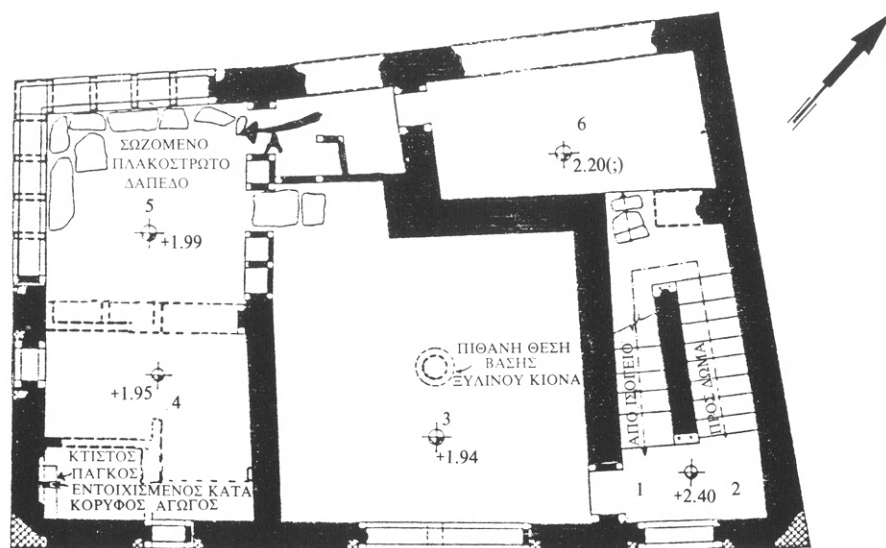 6
2.20(;)
ΣΩΖΟΜΕΝΟ
ΠΛΑΚΟΣΤΡΩΤΟ
ΔΑΠΕΔΟ
5
+1.99
A
ΠΙΘΑΝΗ ΘΕΣΗ
ΒΑΣΗΣ
ΞΥΛΙΝΟΥ ΚΙΟΝΑ
ΑΠΟ ΙΣΟΓΕΙΟ
ΠΡΟΣ ΔΩΜΑ
+1.95
4
3
+1.94
ΚΤΙΣΤΟΣ
ΠΑΓΚΟΣ
ΕΝΤΟΙΧΙΣΜΕΝΟΣ ΚΑΤΑ
ΚΟΡΥΦΟΣ ΑΓΩΓΟΣ
1
+2.40
2